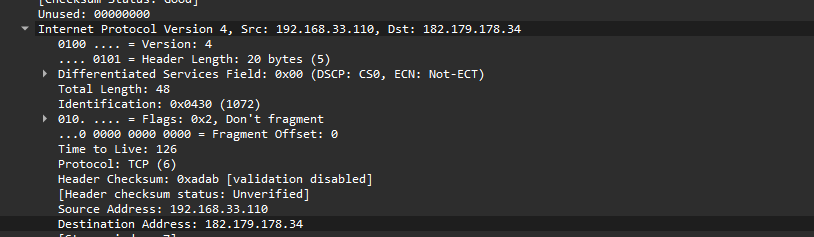 [Checksum Status: Good]
Unused: 00000000
Internet Protocol Version 4, Src: 192.168.33.110, Dst: 182.179.178.34
0100 .... = Version: 4
.... 0101 = Header Length: 20 bytes (5)
Differentiated Services Field: 0x00 (DSCP: CS0, ECN: Not-ECT)
Total Length: 48
Identification: 0x0430 (1072)
010. .... = Flags: 0x2, Don't fragment
...0 0000 0000 0000 = Fragment Offset: 0
Time to Live: 126
Protocol: TCP (6)
Header Checksum: 0xadab [validation disabled]
[Header checksum status: Unverified]
Source Address: 192.168.33.110
Destination Address: 182.179.178.34